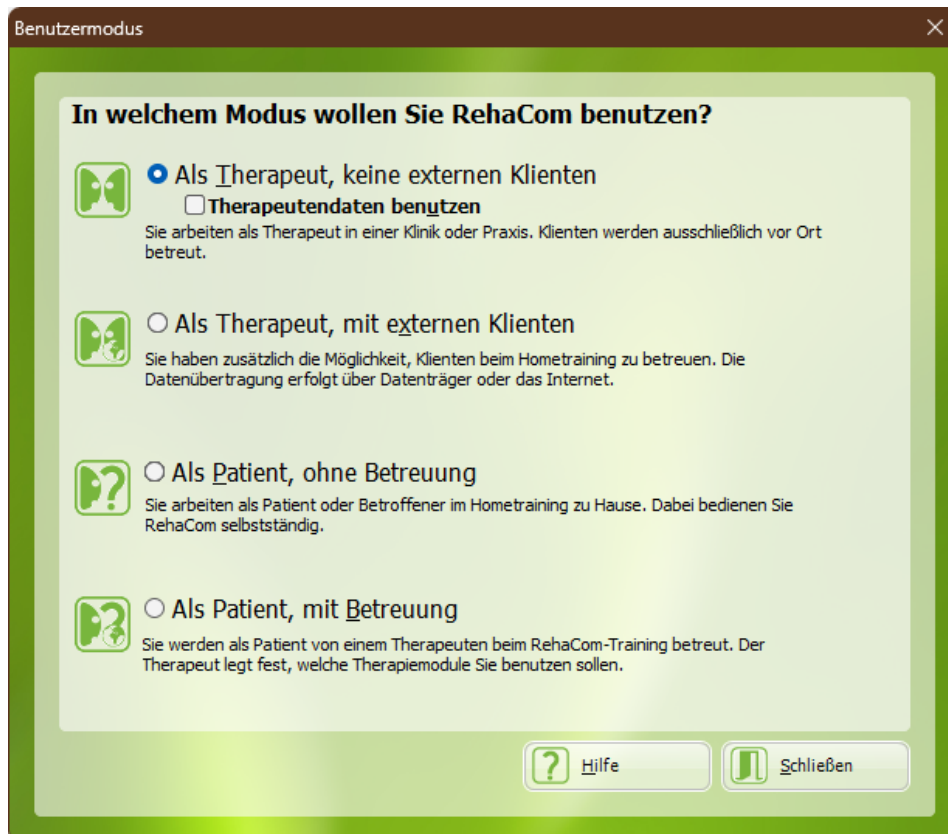 Benutzermodus
In welchem Modus wollen Sie RehaCom benutzen?
Als Therapeut, keine externen Klienten
Therapeutendaten benutzen
Sie arbeiten als Therapeut in einer Klinik oder Praxis. Klienten werden ausschließlich vor Ort
betreut.
Als Therapeut, mit externen Klienten
Sie haben zusätzlich die Möglichkeit, Klienten beim Hometraining zu betreuen. Die
Datenübertragung erfolgt über Datenträger oder das Internet.
Als Patient, ohne Betreuung
Sie arbeiten als Patient oder Betroffener im Hometraining zu Hause. Dabei bedienen Sie
RehaCom selbstständig.
Als Patient, mit Betreuung
Sie werden als Patient von einem Therapeuten beim RehaCom-Training betreut. Der
Therapeut legt fest, welche Therapiemodule Sie benutzen sollen.
Hilfe
Schließen